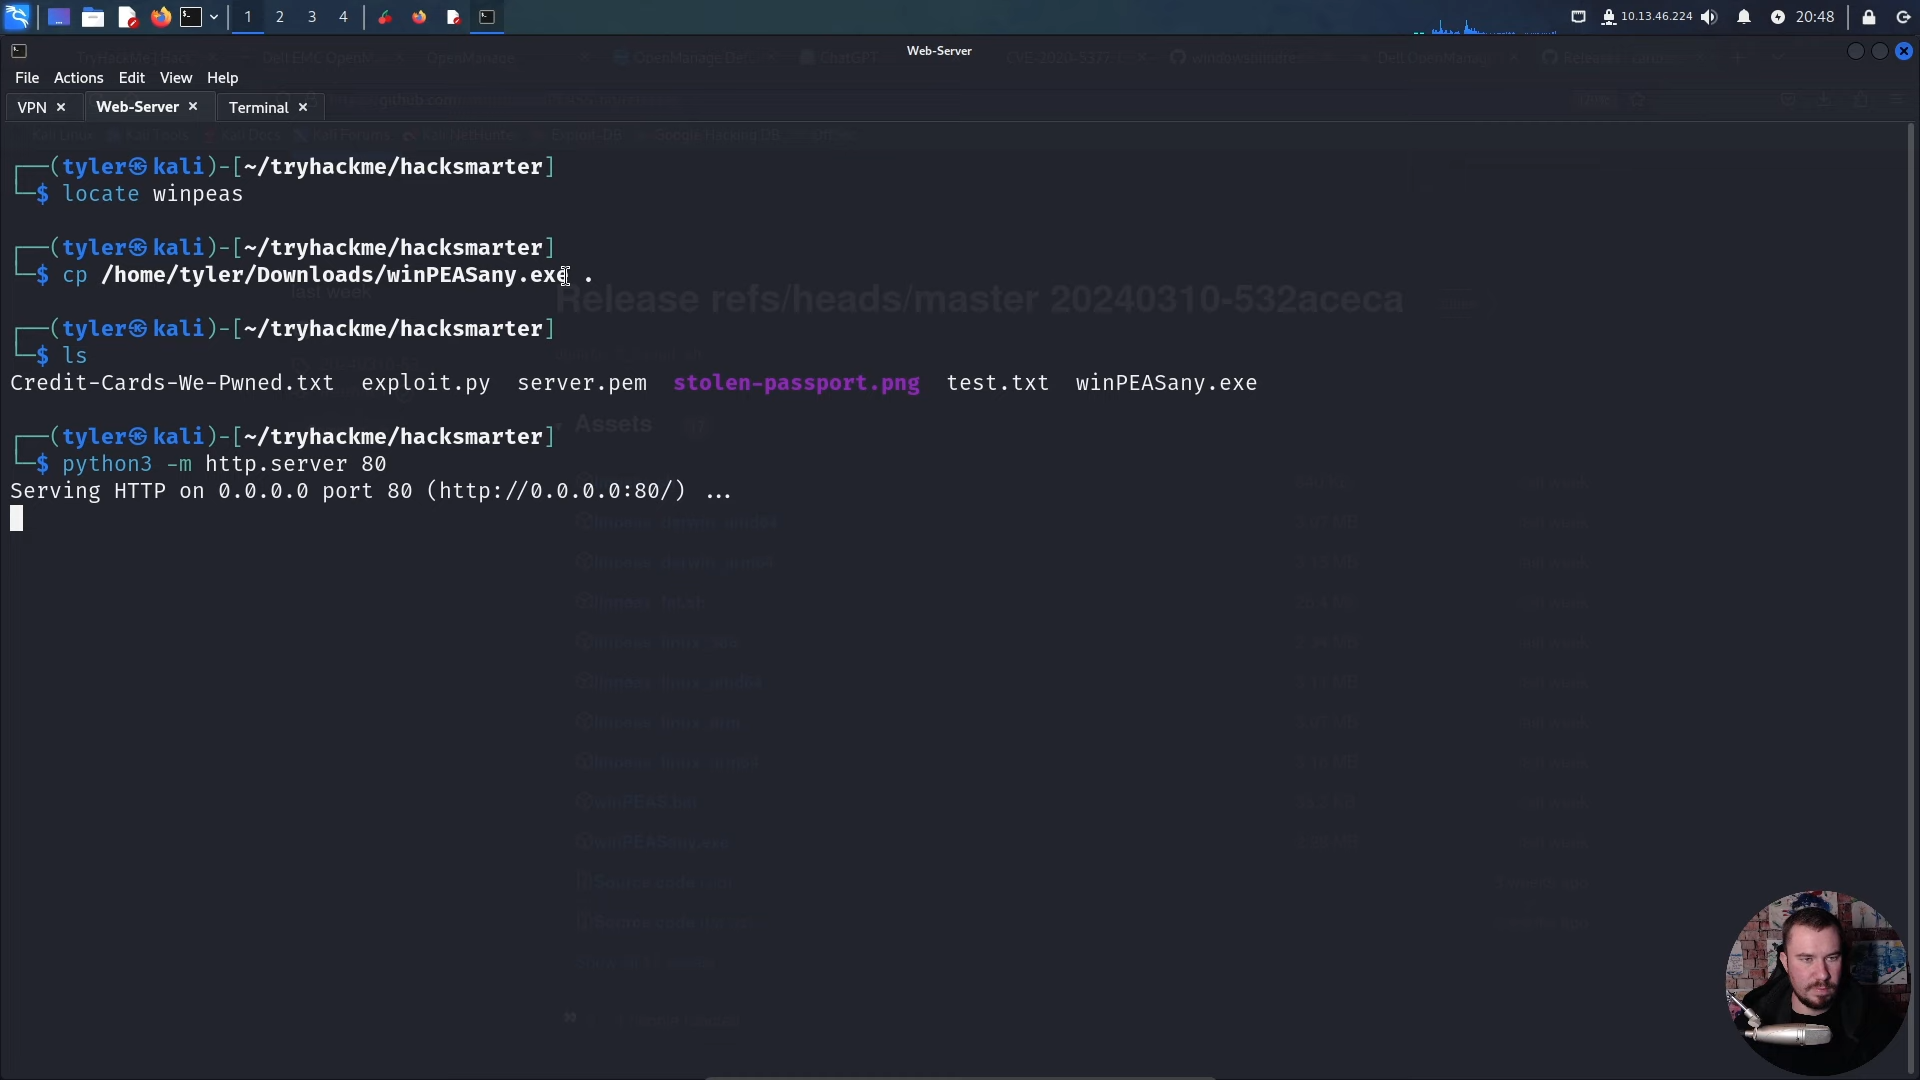 1 2 3 4 10.13.46.224 20:48
Web-Server
File Actions Edit View Help
VPN × Web-Server × Terminal ×
┌──(tyler㉿kali)-[~/tryhackme/hacksmarter]
└─$ locate winpeas
┌──(tyler㉿kali)-[~/tryhackme/hacksmarter]
└─$ cp /home/tyler/Downloads/winPEASany.exe .
last week
Release refs/heads/master 20240310-532aceca
┌──(tyler㉿kali)-[~/tryhackme/hacksmarter]
└─$ ls
Credit-Cards-We-Pwned.txt exploit.py server.pem stolen-passport.png test.txt winPEASany.exe
Assets
┌──(tyler㉿kali)-[~/tryhackme/hacksmarter]
└─$ python3 -m http.server 80
Serving HTTP on 0.0.0.0 port 80 (http://0.0.0.0:80/) ...